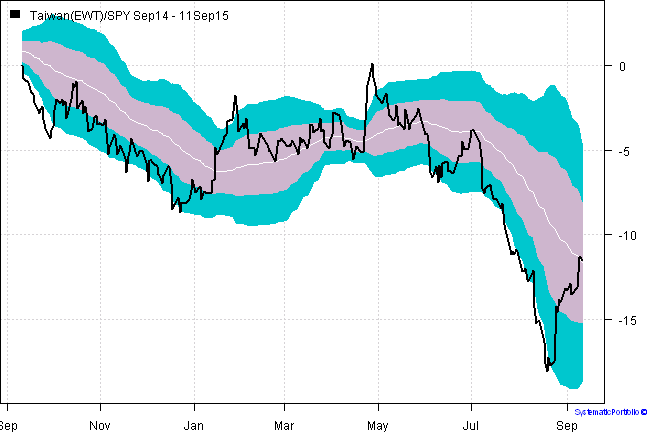 Taiwan(EWT)/SPY Sep14 - 11Sep15
0
-5
-10
-15
Sep Nov Jan Mar May Jul Sep
SystematicPortfolio ©